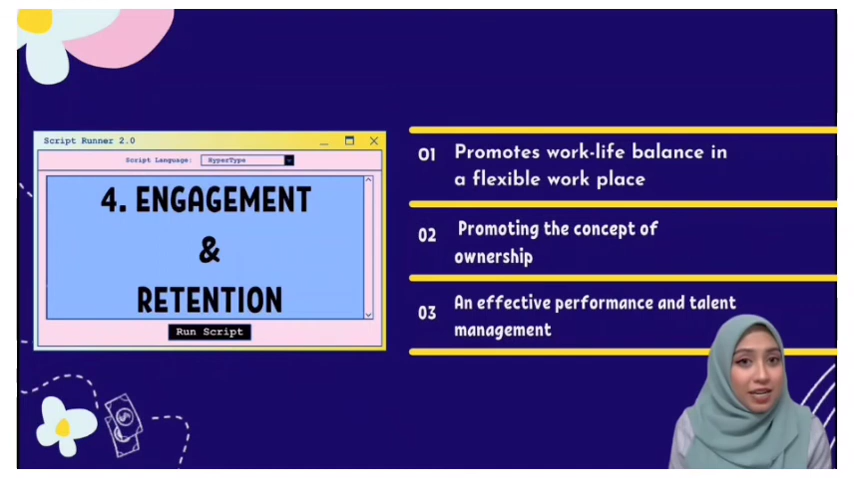 Script Runner 2.0
Script Language: HyperType
4. ENGAGEMENT
&
RETENTION
Run Script
01 Promotes work-life balance in
a flexible work place
02 Promoting the concept of
ownership
03 An effective performance and talent
management